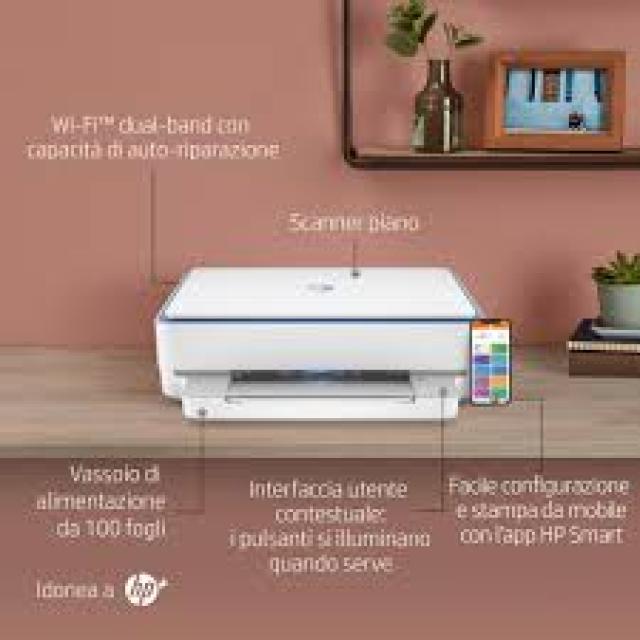 Wi-Fi™ dual-band con
capacità di auto-riparazione
Scanner piano
Vassoio di
alimentazione
da 100 fogli
Interfaccia utente
contestuale:
i pulsanti si illuminano
quando serve
Facile configurazione
e stampa da mobile
con l'app HP Smart
Idonea a hp+